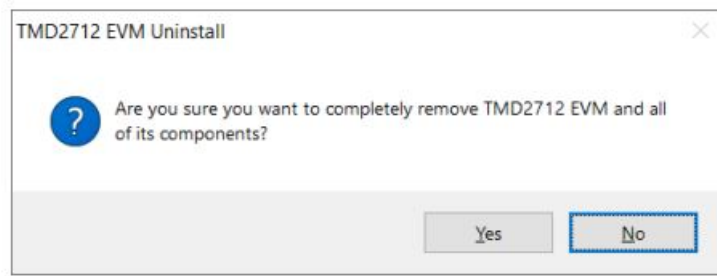 TMD2712 EVM Uninstall
Are you sure you want to completely remove TMD2712 EVM and all
of its components?
Yes
No